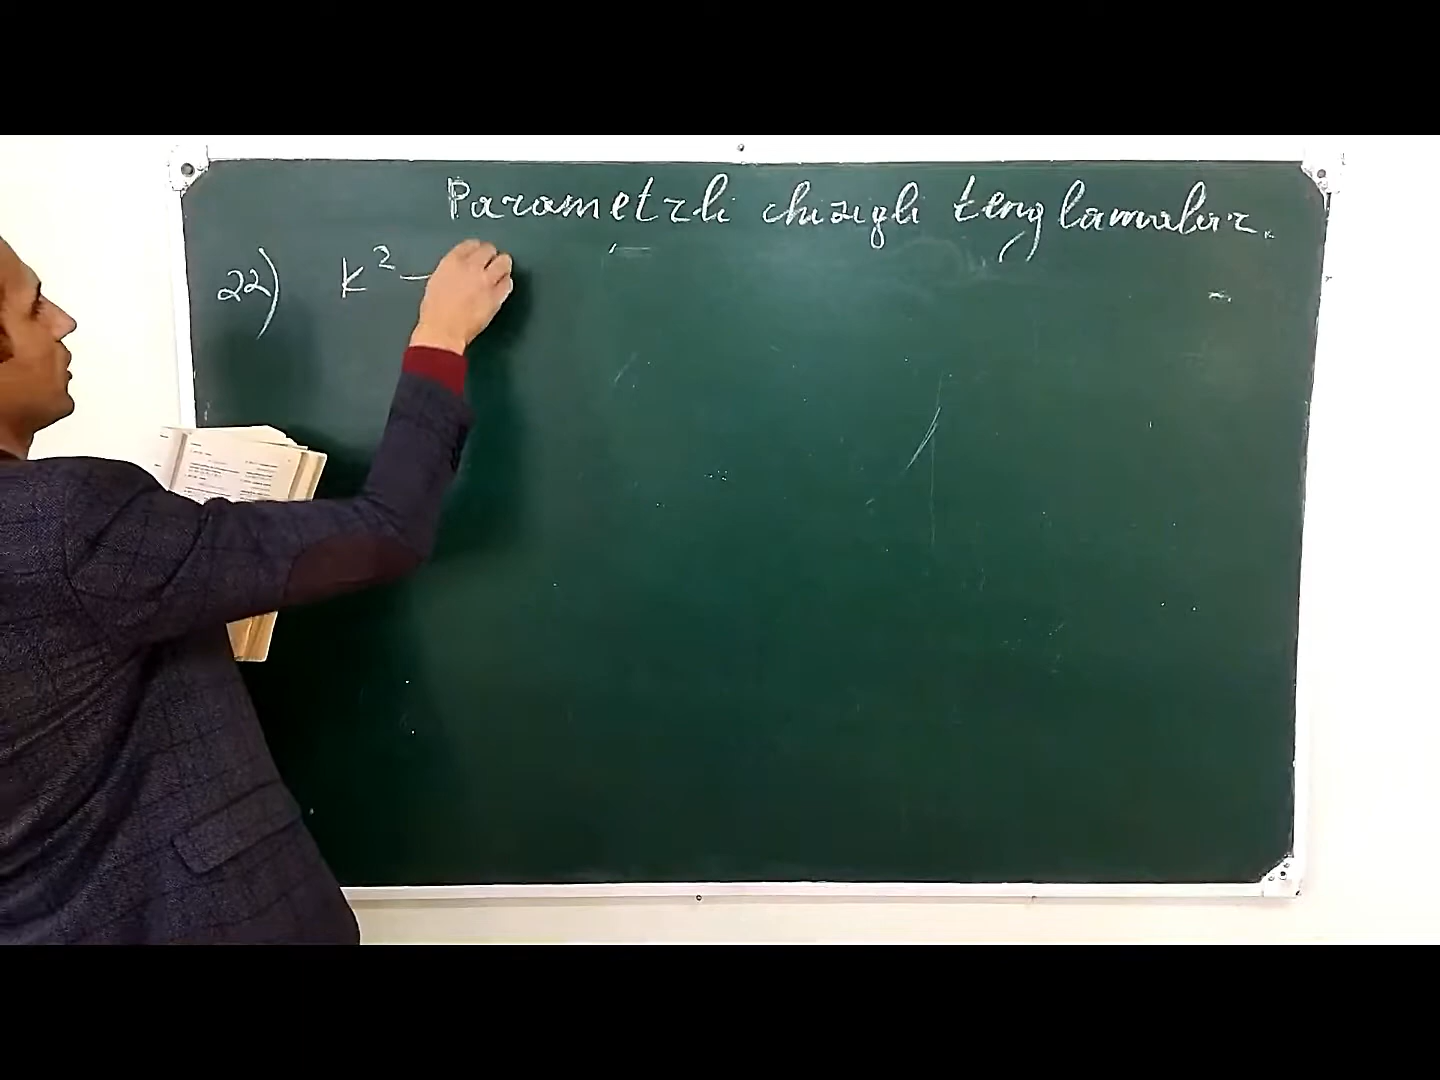 Parametrli chiziqli tenglamalar.
22) k² −